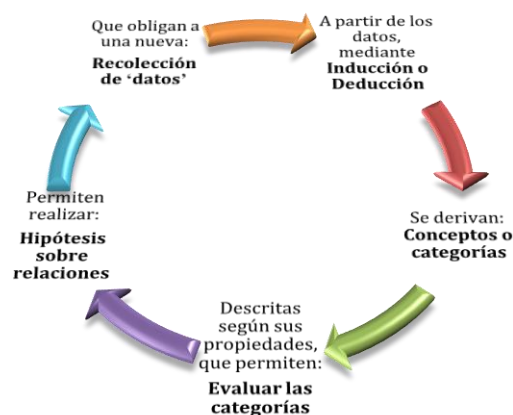 Que obligan a
una nueva:
Recolección
de ‘datos’
A partir de los
datos,
mediante
Inducción o
Deducción
Se derivan:
Conceptos o
categorías
Descritas
según sus
propiedades,
que permiten:
Evaluar las
categorías
Permiten
realizar:
Hipótesis
sobre
relaciones